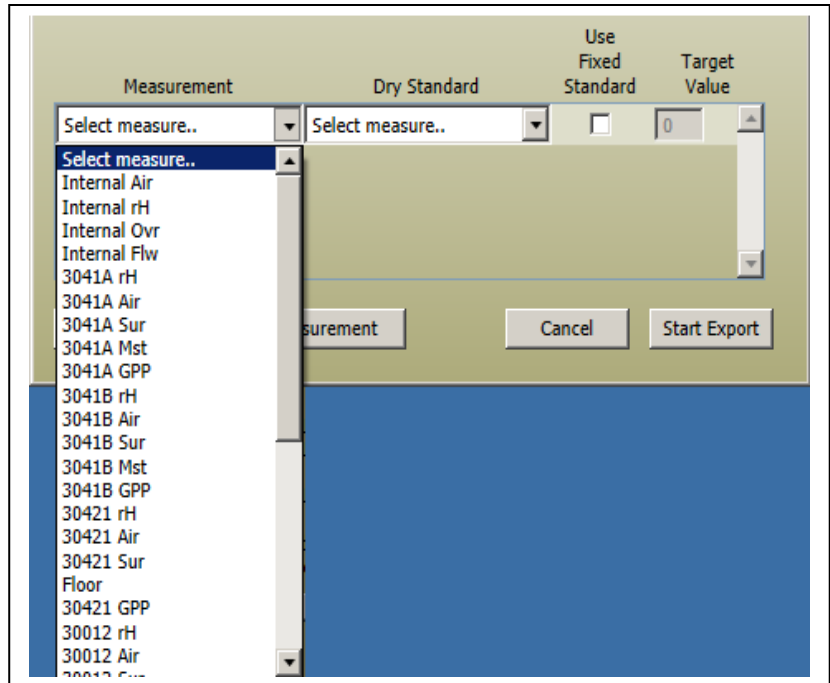 Use
Fixed
Standard
Target
Value
Measurement
Dry Standard
Select measure..
Select measure..
0
Select measure..
Internal Air
Internal rH
Internal Ovr
Internal Flw
3041A rH
3041A Air
3041A Sur
3041A Mst
3041A GPP
3041B rH
3041B Air
3041B Sur
3041B Mst
3041B GPP
30421 rH
30421 Air
30421 Sur
Floor
30421 GPP
30012 rH
30012 Air
30012 Sur
surement
Cancel
Start Export